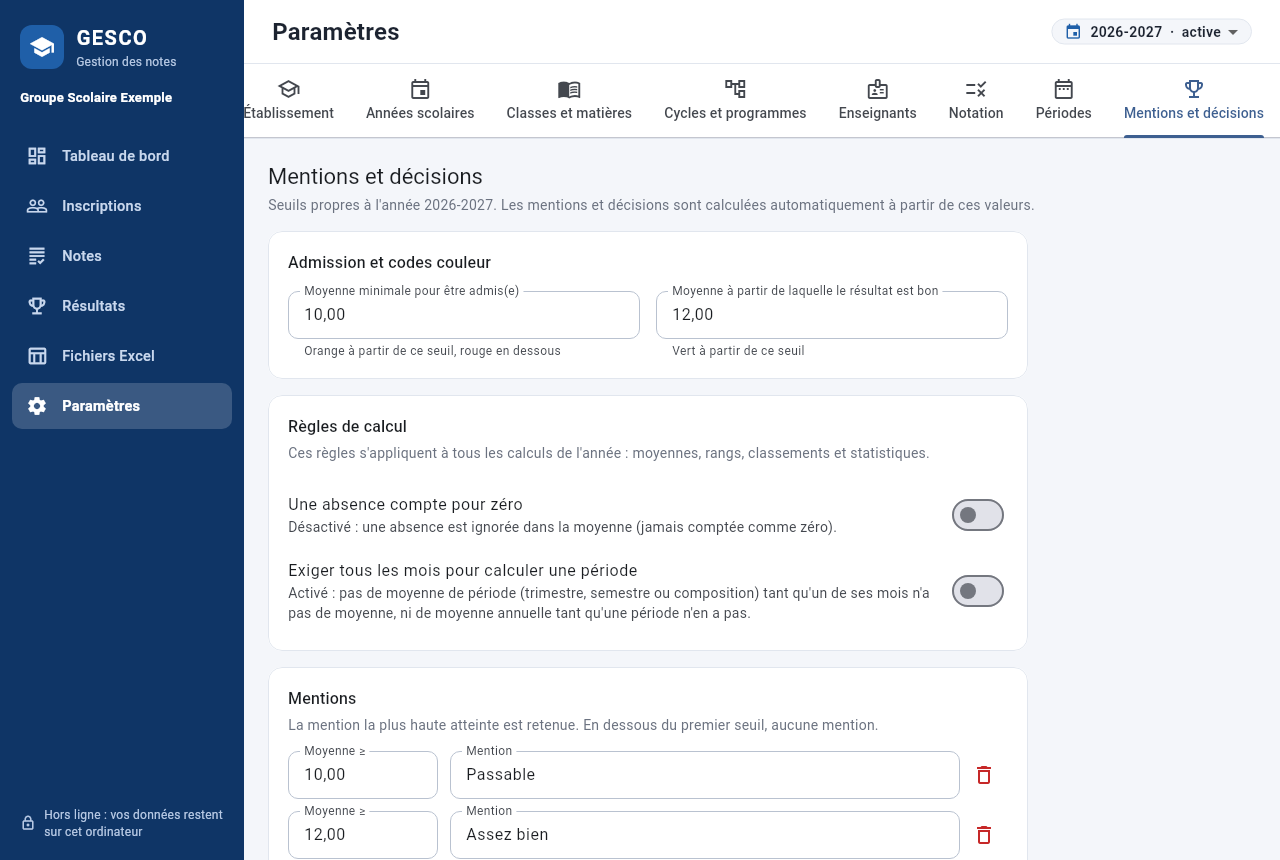 GESCO
Gestion des notes
Groupe Scolaire Exemple
Tableau de bord
Inscriptions
Notes
Résultats
Fichiers Excel
Paramètres
Hors ligne : vos données restent
sur cet ordinateur
Paramètres
2026-2027 · active
Établissement
Années scolaires
Classes et matières
Cycles et programmes
Enseignants
Notation
Périodes
Mentions et décisions
Mentions et décisions
Seuils propres à l'année 2026-2027. Les mentions et décisions sont calculées automatiquement à partir de ces valeurs.
Admission et codes couleur
Moyenne minimale pour être admis(e)
10,00
Orange à partir de ce seuil, rouge en dessous
Moyenne à partir de laquelle le résultat est bon
12,00
Vert à partir de ce seuil
Règles de calcul
Ces règles s'appliquent à tous les calculs de l'année : moyennes, rangs, classements et statistiques.
Une absence compte pour zéro
Désactivé : une absence est ignorée dans la moyenne (jamais comptée comme zéro).
Exiger tous les mois pour calculer une période
Activé : pas de moyenne de période (trimestre, semestre ou composition) tant qu'un de ses mois n'a
pas de moyenne, ni de moyenne annuelle tant qu'une période n'en a pas.
Mentions
La mention la plus haute atteinte est retenue. En dessous du premier seuil, aucune mention.
Moyenne ≥
10,00
Mention
Passable
Moyenne ≥
12,00
Mention
Assez bien